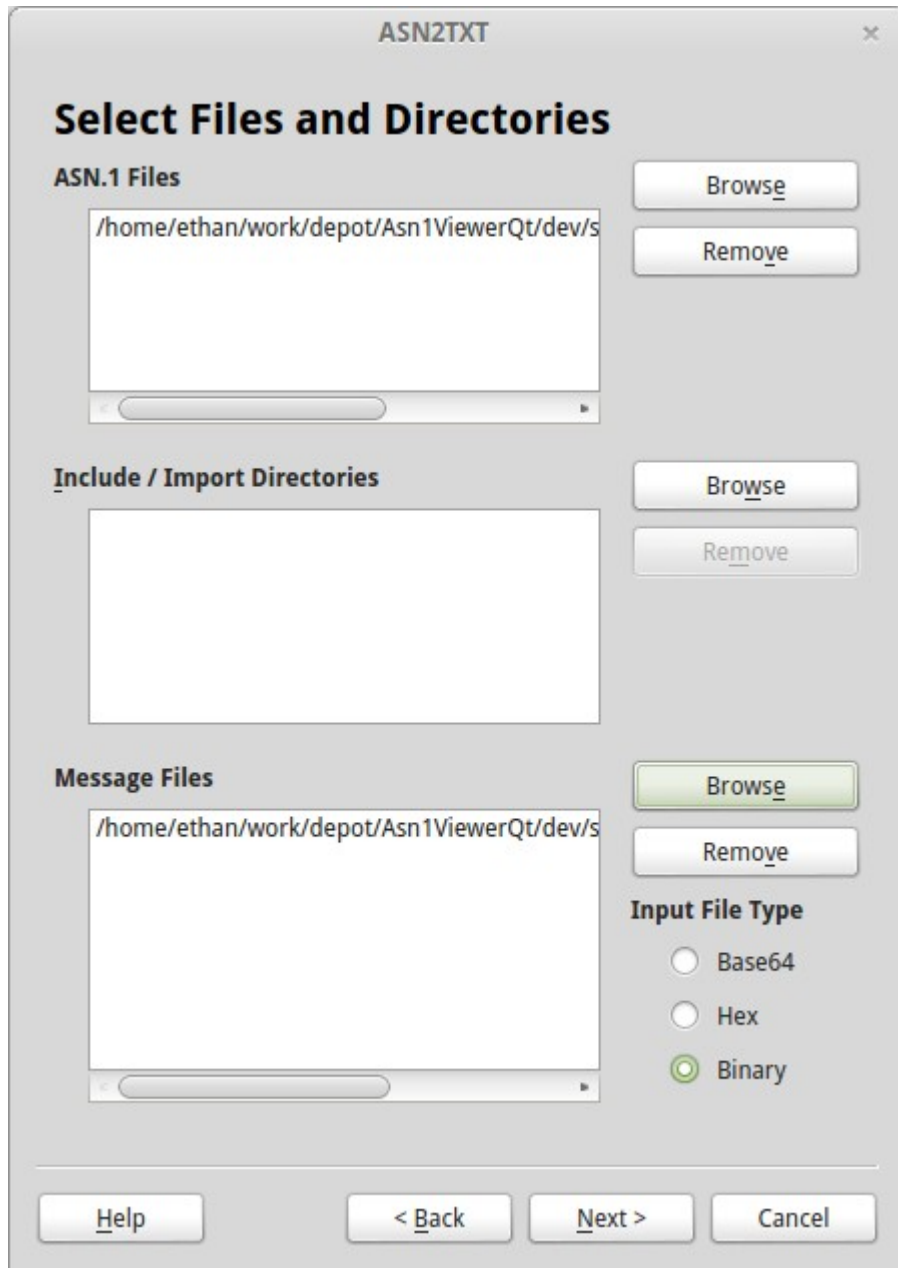 ASN2TXT
Select Files and Directories
ASN.1 Files
Browse
/home/ethan/work/depot/Asn1ViewerQt/dev/s
Remove
Include / Import Directories
Browse
Remove
Message Files
Browse
/home/ethan/work/depot/Asn1ViewerQt/dev/s
Remove
Input File Type
Base64
Hex
Binary
Help
< Back
Next >
Cancel